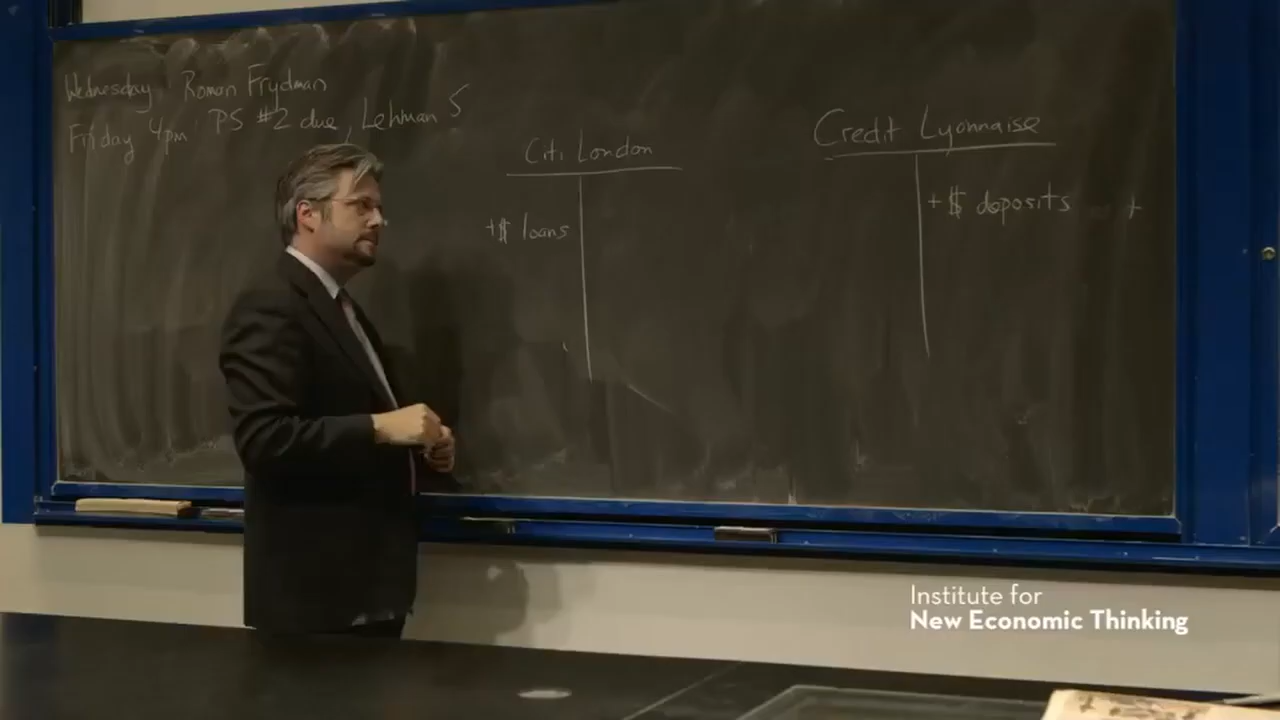 Wednesday Roman Frydman
Friday 4pm PS #2 due, Lehman 5
Citi London
Credit Lyonnaise
+$ loans
+$ deposits +
Institute for
New Economic Thinking